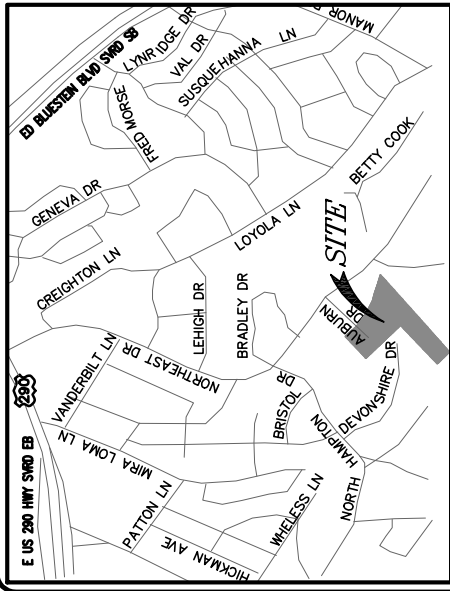 MANOR
LYNRIDGE DR
VAL DR
SUSQUEHANNA LN
ED BLUESTEIN BLVD SVRD SB
FRED MORSE
BETTY COOK
GENEVA DR
LOYOLA LN
SITE
CREIGHTON LN
LEHIGH DR
BRADLEY DR
AUBURN DR
290
VANDERBILT LN
NORTHEAST DR
E US 290 HWY SVRD EB
MIRA LOMA LN
BRISTOL DR
DEVONSHIRE DR
PATTON LN
NORTH HAMPTON
WHELESS LN
HICKMAN AVE